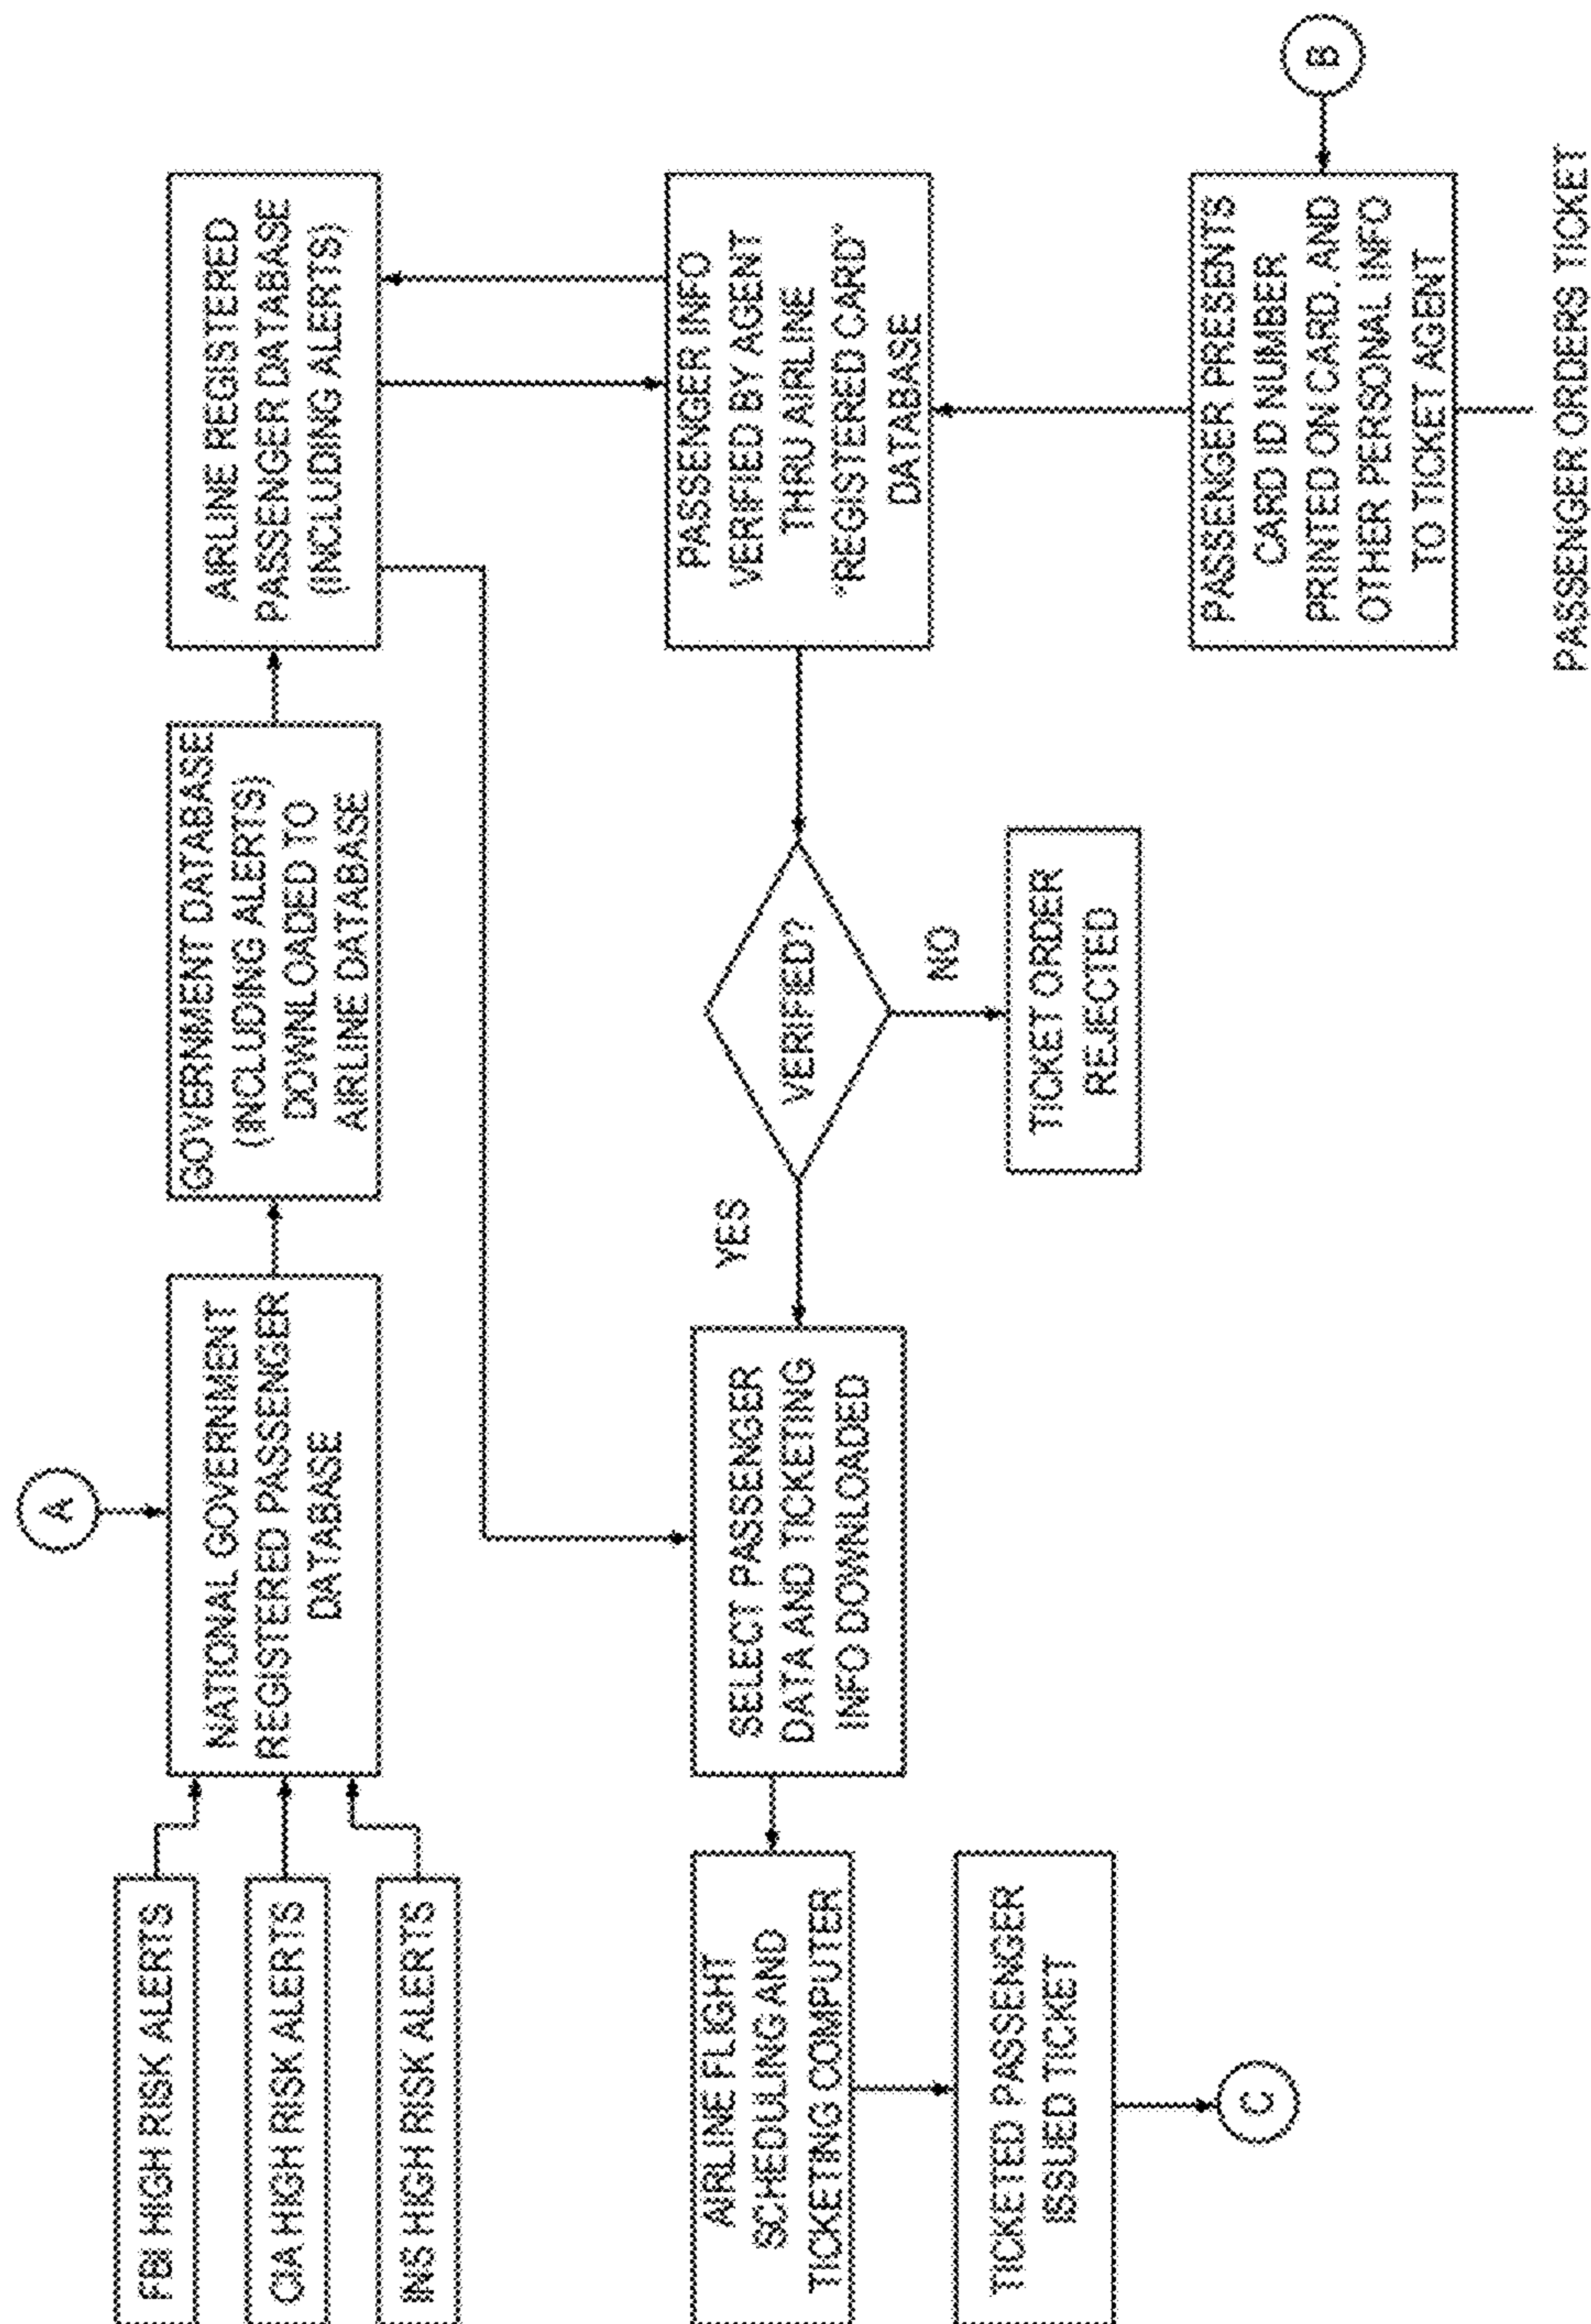 A
FBI HIGH RISK ALERTS
CIA HIGH RISK ALERTS
INS HIGH RISK ALERTS
NATIONAL GOVERNMENT
REGISTERED PASSENGER
DATABASE
GOVERNMENT DATABASE
(INCLUDING ALERTS)
DOWNLOADED TO
AIRLINE DATABASE
AIRLINE REGISTERED
PASSENGER DATABASE
(INCLUDING ALERTS)
AIRLINE FLIGHT
SCHEDULING AND
TICKETING COMPUTER
SELECT PASSENGER
DATA AND TICKETING
INFO DOWNLOADED
YES
VERIFIED?
NO
PASSENGER INFO
VERIFIED BY AGENT
THRU AIRLINE
"REGISTERED CARD"
DATABASE
TICKETED PASSENGER
ISSUED TICKET
TICKET ORDER
REJECTED
C
PASSENGER PRESENTS
CARD ID NUMBER
PRINTED ON CARD, AND
OTHER PERSONAL INFO
TO TICKET AGENT
B
PASSENGER ORDERS TICKET